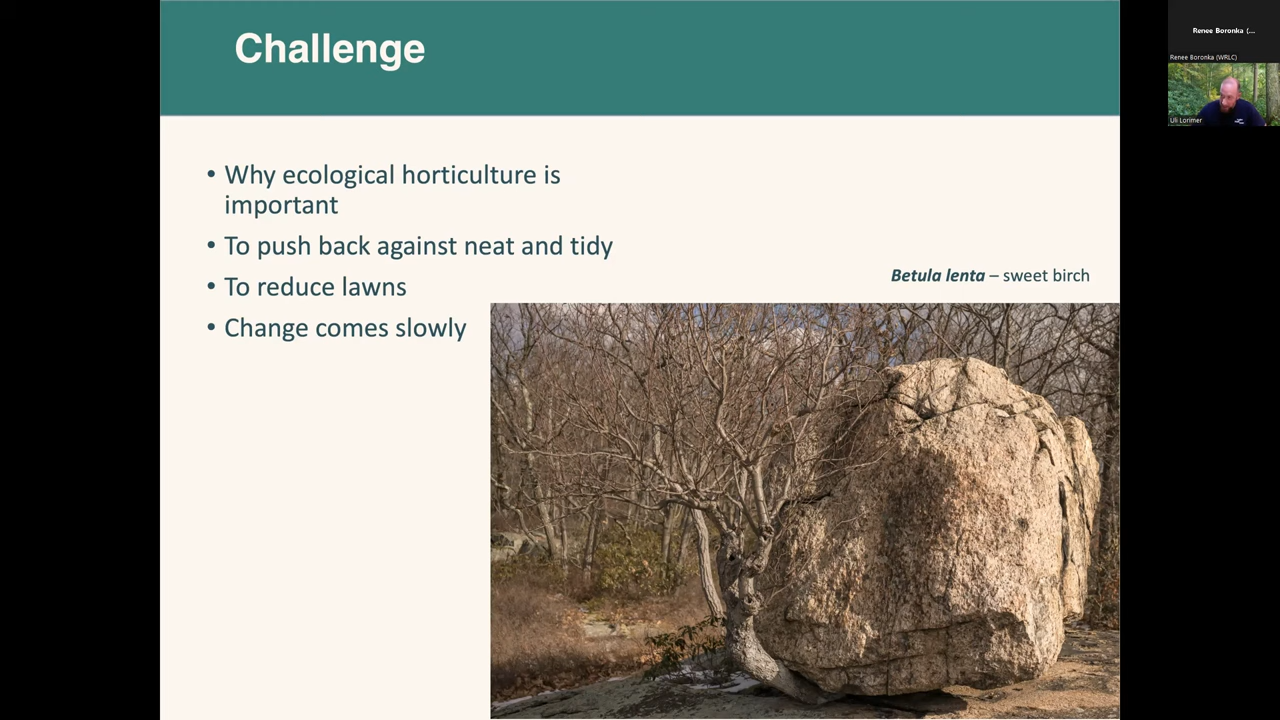 Challenge
Renee Boronka (...
Renee Boronka (WRLC)
Uli Lorimer
• Why ecological horticulture is
important
• To push back against neat and tidy
• To reduce lawns
• Change comes slowly
Betula lenta – sweet birch